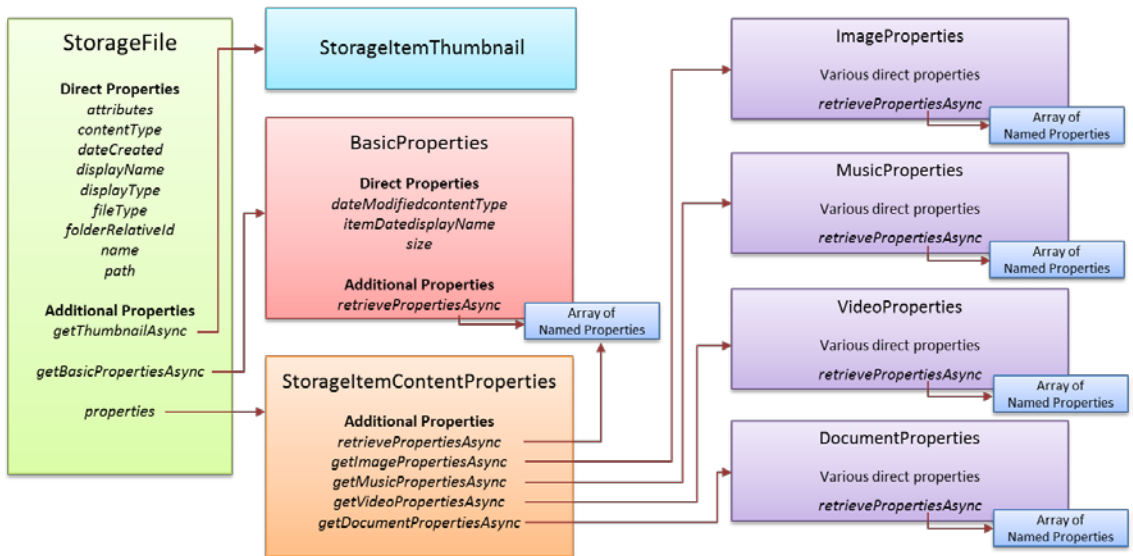 StorageFile
Direct Properties
attributes
contentType
dateCreated
displayName
displayType
fileType
folderRelativeId
name
path
Additional Properties
getThumbnailAsync
getBasicPropertiesAsync
properties
StorageItemThumbnail
BasicProperties
Direct Properties
dateModifiedcontentType
itemDatedisplayName
size
Additional Properties
retrievePropertiesAsync
Array of
Named Properties
StorageItemContentProperties
Additional Properties
retrievePropertiesAsync
getImagePropertiesAsync
getMusicPropertiesAsync
getVideoPropertiesAsync
getDocumentPropertiesAsync
ImageProperties
Various direct properties
retrievePropertiesAsync
Array of
Named Properties
MusicProperties
Various direct properties
retrievePropertiesAsync
Array of
Named Properties
VideoProperties
Various direct properties
retrievePropertiesAsync
Array of
Named Properties
DocumentProperties
Various direct properties
retrievePropertiesAsync
Array of
Named Properties